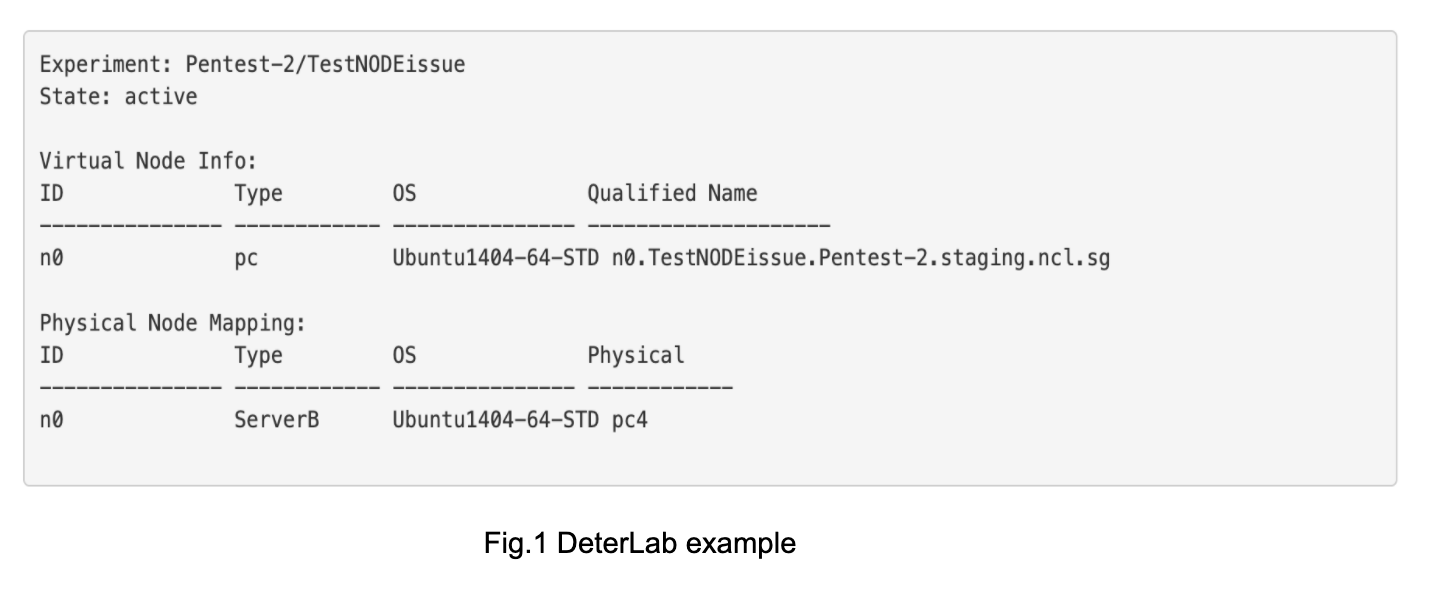 Experiment: Pentest-2/TestNODEissue
State: active
Virtual Node Info:
ID Type OS Qualified Name
--------------- ------------ --------------- --------------------
n0 pc Ubuntu1404-64-STD n0.TestNODEissue.Pentest-2.staging.ncl.sg
Physical Node Mapping:
ID Type OS Physical
--------------- ------------ --------------- ------------
n0 ServerB Ubuntu1404-64-STD pc4
Fig.1 DeterLab example